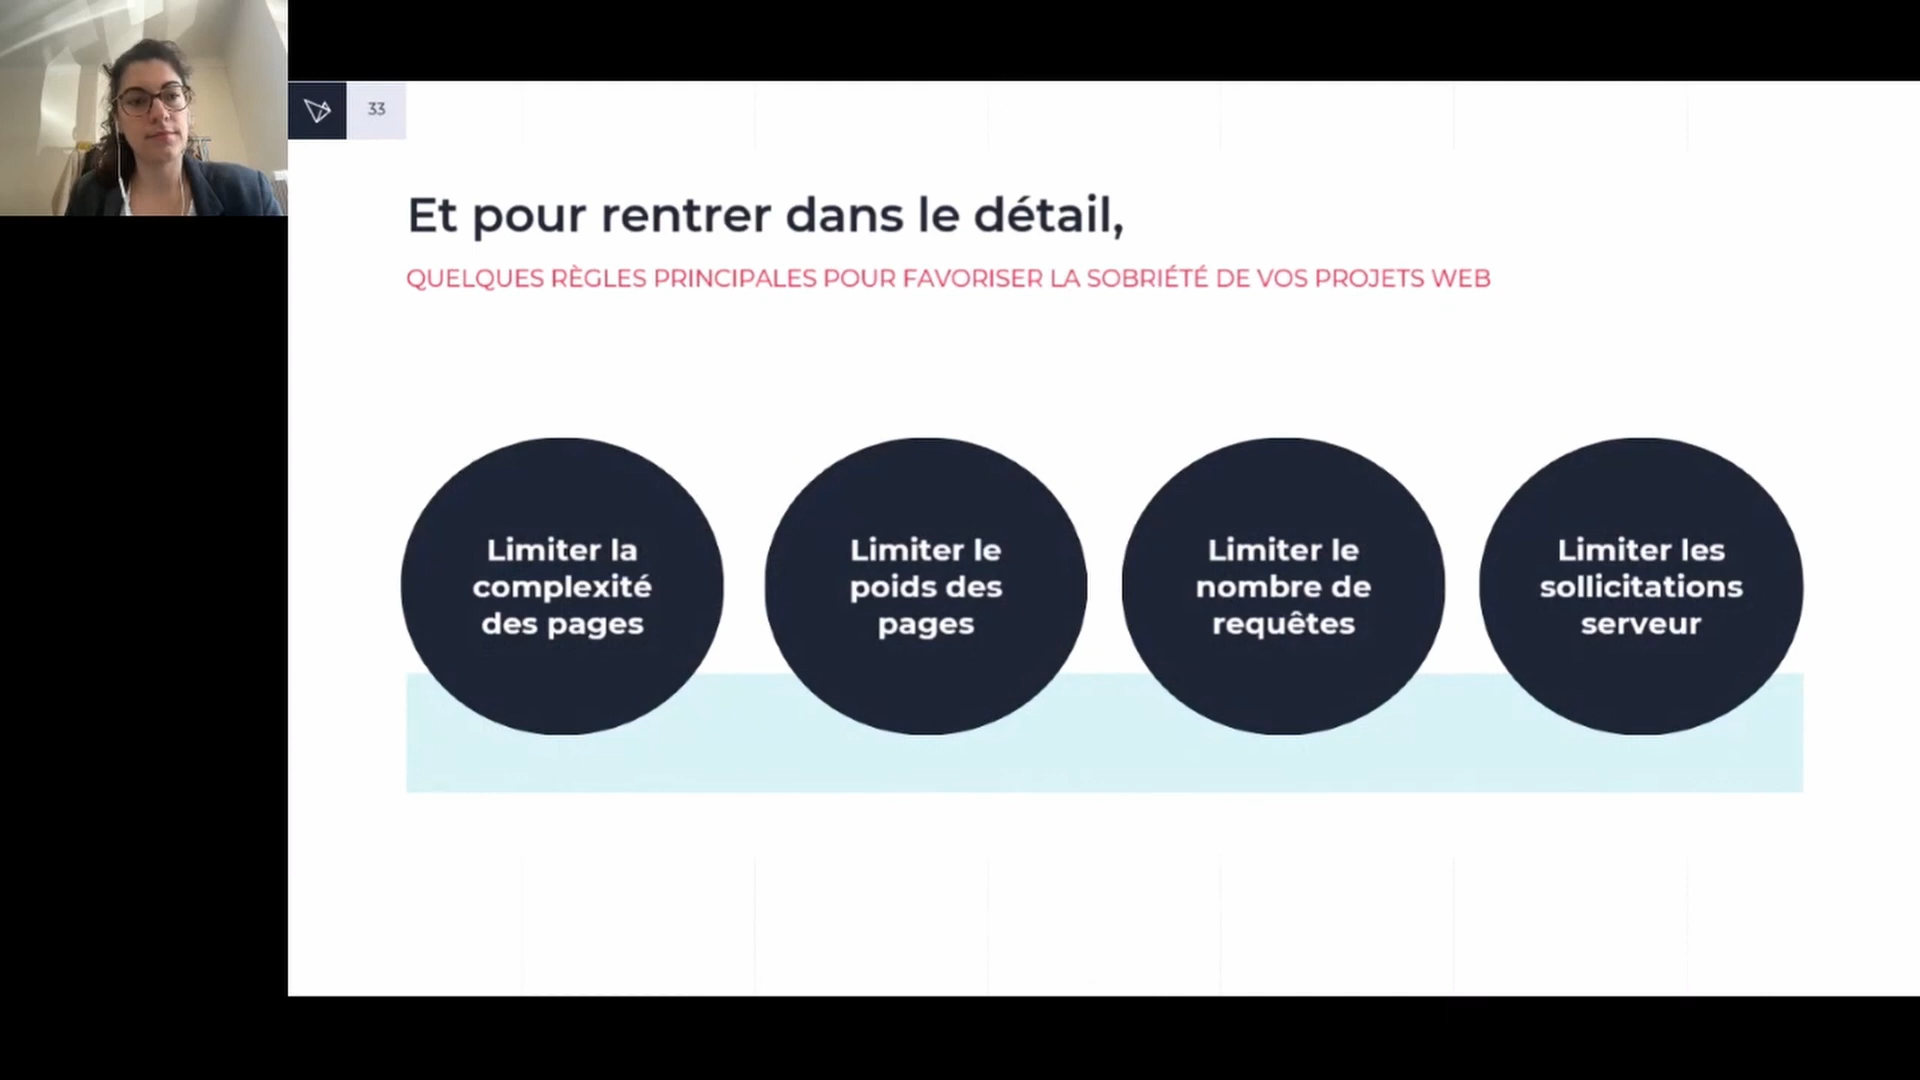 33
Et pour rentrer dans le détail,
QUELQUES RÈGLES PRINCIPALES POUR FAVORISER LA SOBRIÉTÉ DE VOS PROJETS WEB
Limiter la
complexité
des pages
Limiter le
poids des
pages
Limiter le
nombre de
requêtes
Limiter les
sollicitations
serveur